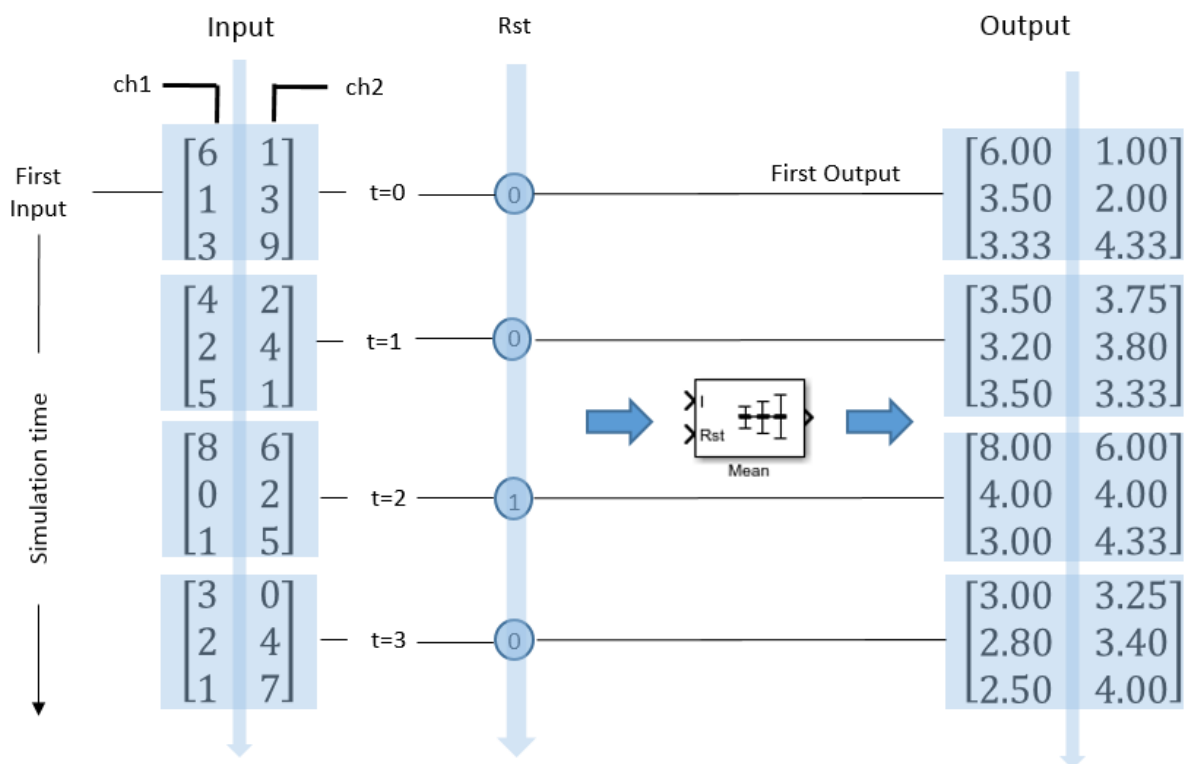 Input
Rst
Output
ch1
ch2
First
Input
[6 1]
[1 3]
[3 9]
t=0
0
First Output
[6.00 1.00]
[3.50 2.00]
[3.33 4.33]
[4 2]
[2 4]
[5 1]
t=1
0
[3.50 3.75]
[3.20 3.80]
[3.50 3.33]
I
Rst
Mean
Simulation time
[8 6]
[0 2]
[1 5]
t=2
1
[8.00 6.00]
[4.00 4.00]
[3.00 4.33]
[3 0]
[2 4]
[1 7]
t=3
0
[3.00 3.25]
[2.80 3.40]
[2.50 4.00]